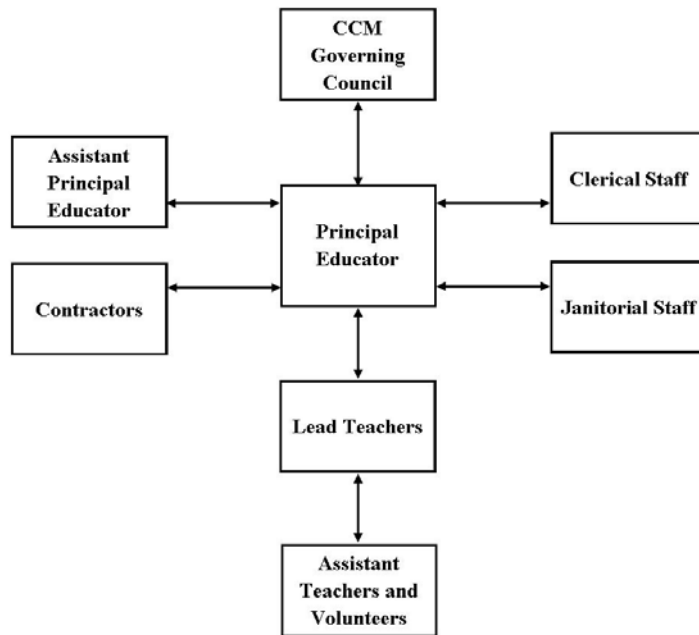 CCM
Governing
Council
Assistant
Principal
Educator
Clerical Staff
Principal
Educator
Contractors
Janitorial Staff
Lead Teachers
Assistant
Teachers and
Volunteers